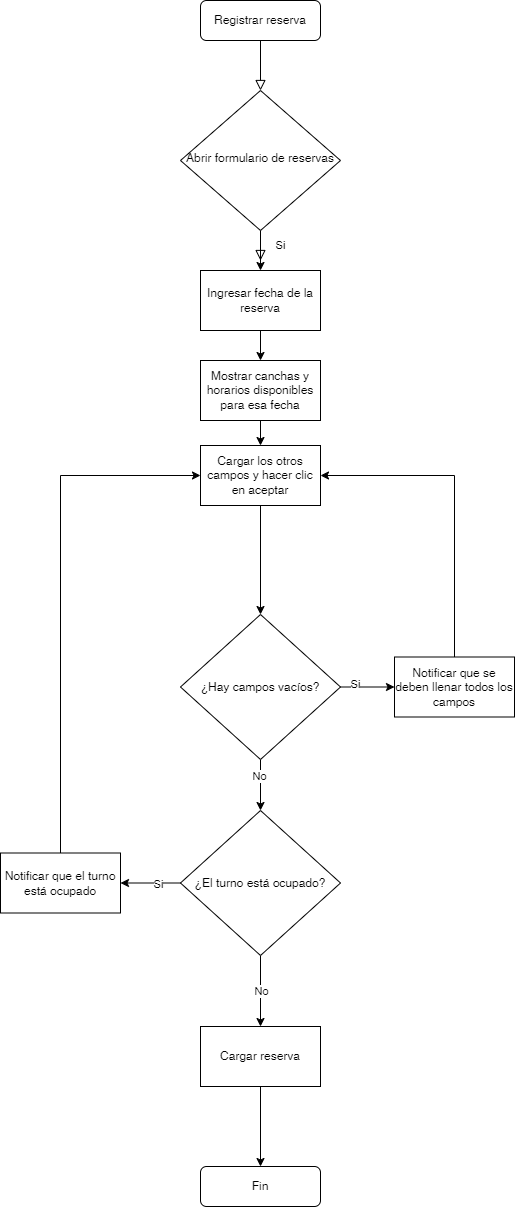 Registrar reserva
Abrir formulario de reservas
Si
Ingresar fecha de la
reserva
Mostrar canchas y
horarios disponibles
para esa fecha
Cargar los otros
campos y hacer clic
en aceptar
¿Hay campos vacíos?
Si
Notificar que se
deben llenar todos los
campos
No
¿El turno está ocupado?
Si
Notificar que el turno
está ocupado
No
Cargar reserva
Fin